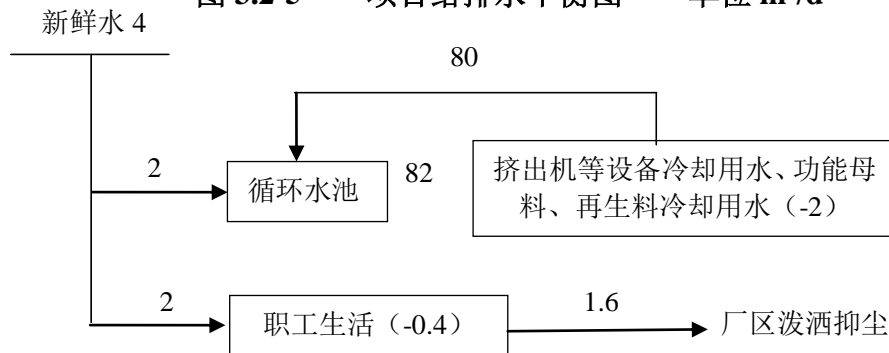 新鲜水 4
80
2
循环水池
82
挤出机等设备冷却用水、功能母
料、再生料冷却用水（-2）
2
职工生活（-0.4）
1.6
厂区泼洒抑尘